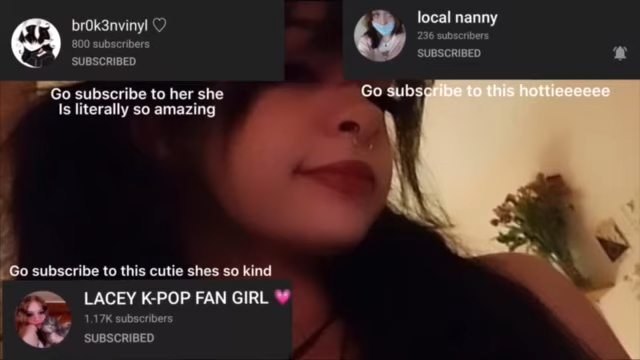 br0k3nvinyl ♡
800 subscribers
SUBSCRIBED
Go subscribe to her she
Is literally so amazing
local nanny
236 subscribers
SUBSCRIBED
Go subscribe to this hottieeeeee
Go subscribe to this cutie shes so kind
LACEY K-POP FAN GIRL 💗
1.17K subscribers
SUBSCRIBED